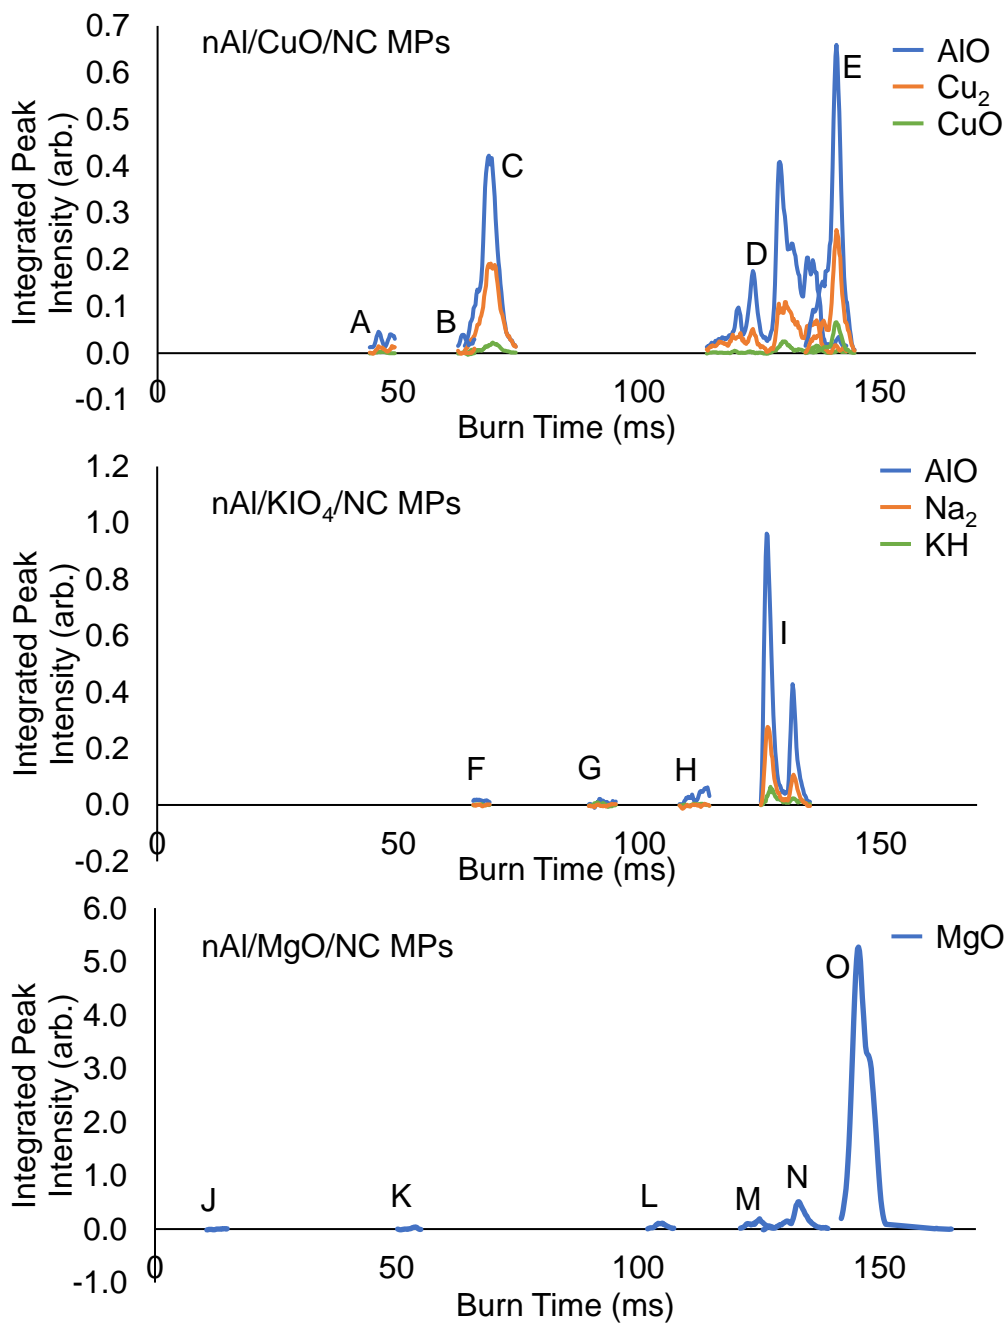 nAl/CuO/NC MPs
AlO
Cu₂
CuO
Integrated Peak
Intensity (arb.)
0.7
0.6
0.5
0.4
0.3
0.2
0.1
0.0
-0.1
A
B
C
D
E
0
50
100
150
Burn Time (ms)
nAl/KIO₄/NC MPs
AlO
Na₂
KH
Integrated Peak
Intensity (arb.)
1.2
1.0
0.8
0.6
0.4
0.2
0.0
-0.2
F
G
H
I
0
50
100
150
Burn Time (ms)
nAl/MgO/NC MPs
MgO
Integrated Peak
Intensity (arb.)
6.0
5.0
4.0
3.0
2.0
1.0
0.0
-1.0
J
K
L
M
N
O
0
50
100
150
Burn Time (ms)